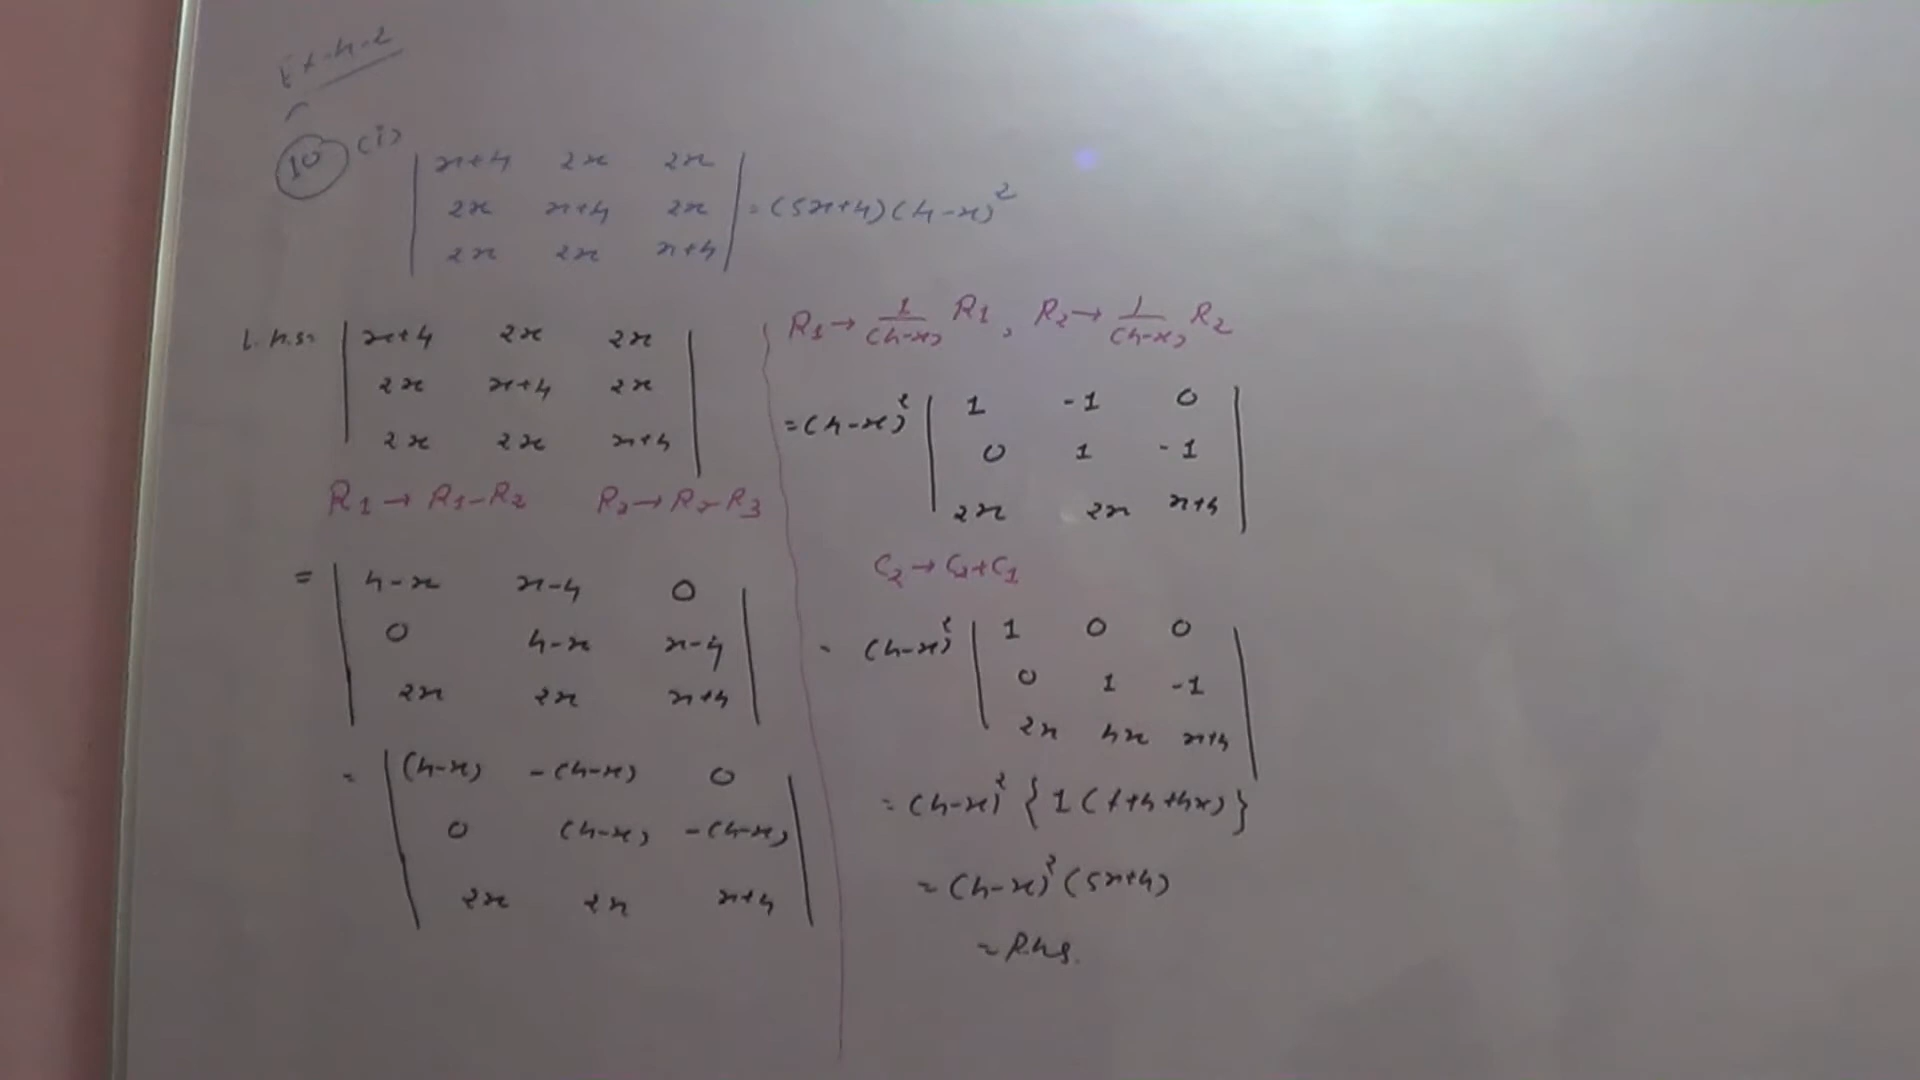 Ex-4.2
10 (i)
| x+4 2x 2x |
| 2x x+4 2x | = (5x+4)(4-x)²
| 2x 2x x+4 |
L.H.S= | x+4 2x 2x |
| 2x x+4 2x |
| 2x 2x x+4 |
R1 → R1-R2 R2 → R2-R3
= | 4-x x-4 0 |
| 0 4-x x-4 |
| 2x 2x x+4 |
= | (4-x) -(4-x) 0 |
| 0 (4-x) -(4-x) |
| 2x 2x x+4 |
R1 → 1/(4-x) R1, R2 → 1/(4-x) R2
= (4-x)² | 1 -1 0 |
| 0 1 -1 |
| 2x 2x x+4 |
C2 → C2+C1
= (4-x)² | 1 0 0 |
| 0 1 -1 |
| 2x 4x x+4 |
= (4-x)² { 1 (x+4+4x) }
= (4-x)² (5x+4)
= RHS.